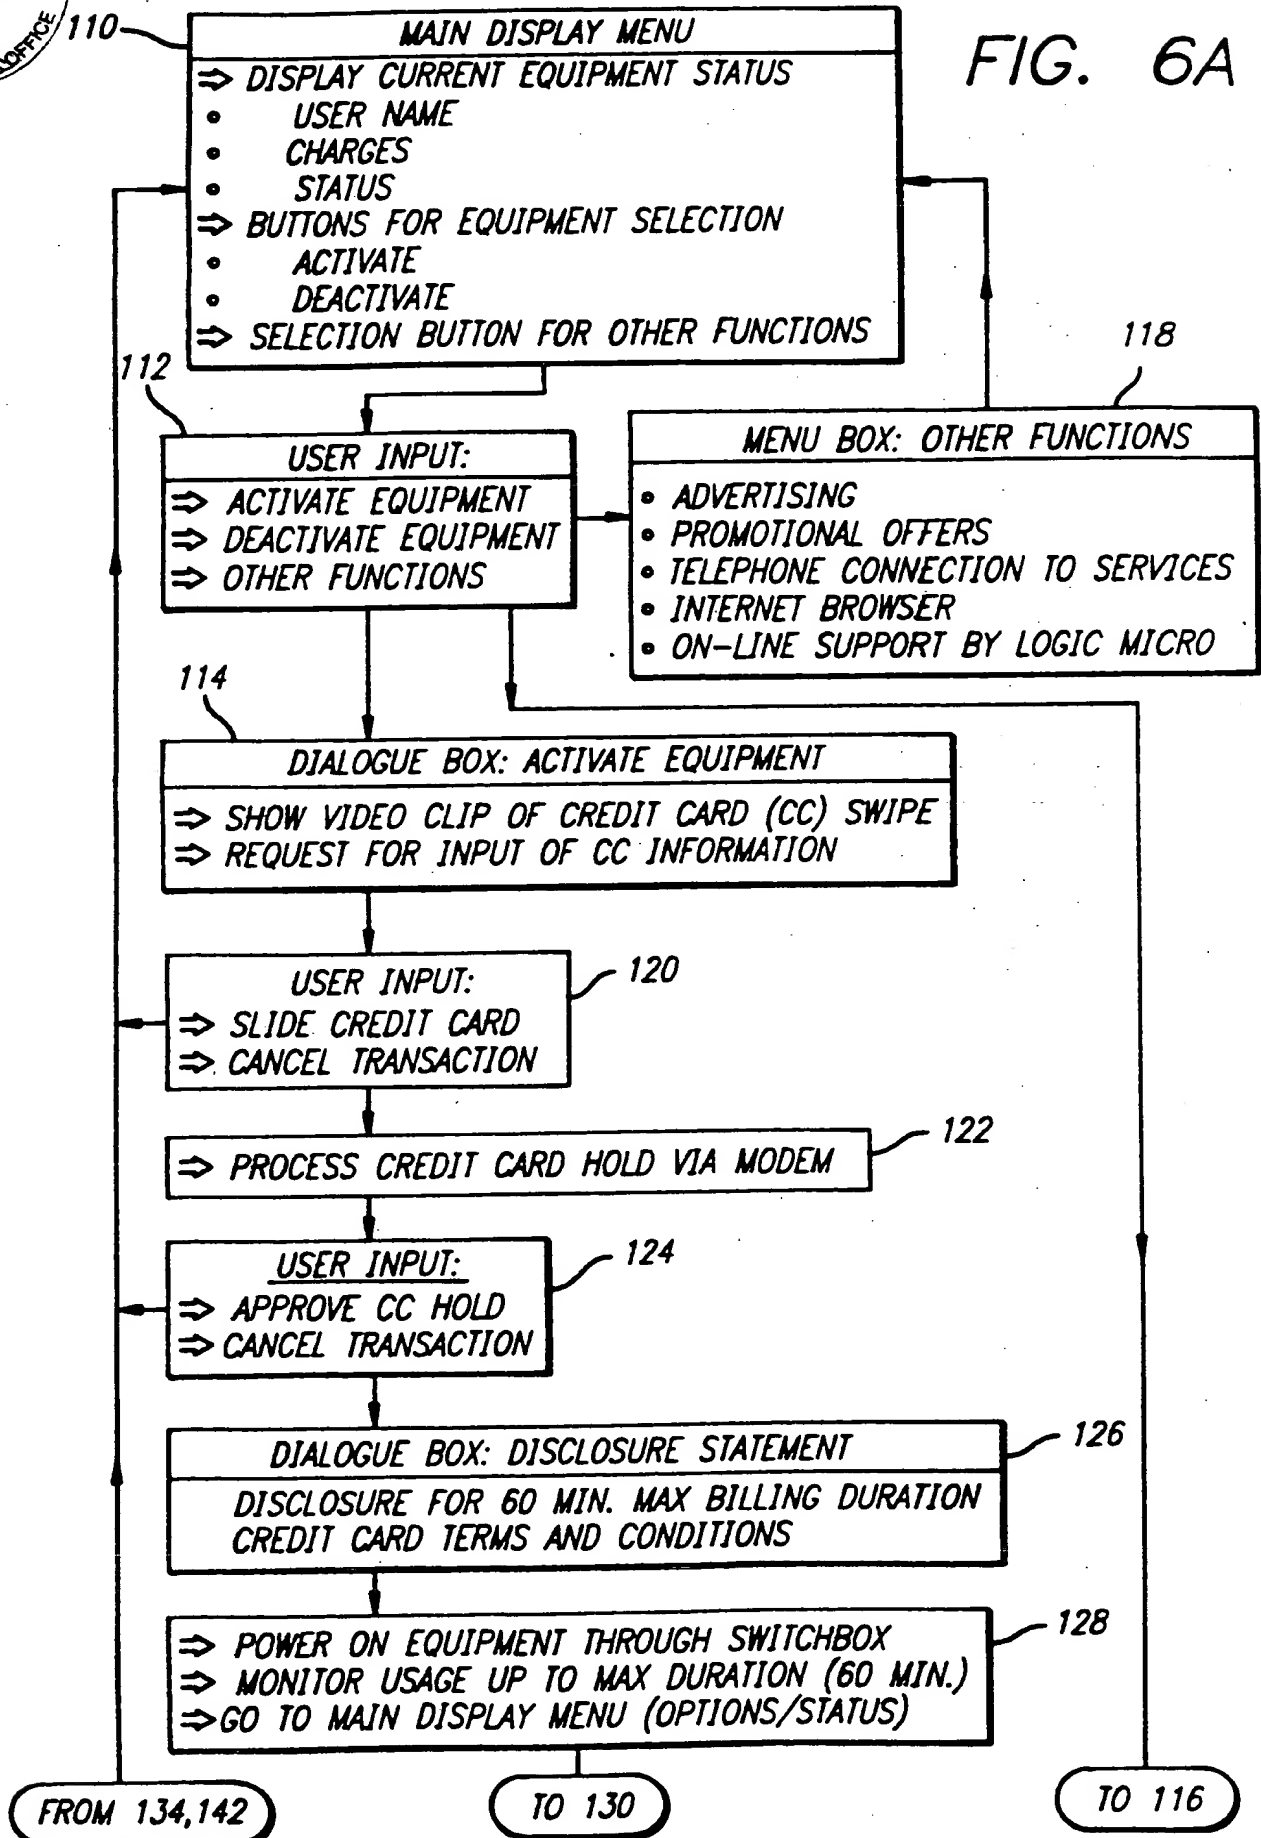 OFFICE
110
FIG. 6A
MAIN DISPLAY MENU
⇒ DISPLAY CURRENT EQUIPMENT STATUS
• USER NAME
• CHARGES
• STATUS
⇒ BUTTONS FOR EQUIPMENT SELECTION
• ACTIVATE
• DEACTIVATE
⇒ SELECTION BUTTON FOR OTHER FUNCTIONS
112
USER INPUT:
⇒ ACTIVATE EQUIPMENT
⇒ DEACTIVATE EQUIPMENT
⇒ OTHER FUNCTIONS
118
MENU BOX: OTHER FUNCTIONS
• ADVERTISING
• PROMOTIONAL OFFERS
• TELEPHONE CONNECTION TO SERVICES
• INTERNET BROWSER
• ON-LINE SUPPORT BY LOGIC MICRO
114
DIALOGUE BOX: ACTIVATE EQUIPMENT
⇒ SHOW VIDEO CLIP OF CREDIT CARD (CC) SWIPE
⇒ REQUEST FOR INPUT OF CC INFORMATION
120
USER INPUT:
⇒ SLIDE CREDIT CARD
⇒ CANCEL TRANSACTION
122
⇒ PROCESS CREDIT CARD HOLD VIA MODEM
124
USER INPUT:
⇒ APPROVE CC HOLD
⇒ CANCEL TRANSACTION
126
DIALOGUE BOX: DISCLOSURE STATEMENT
DISCLOSURE FOR 60 MIN. MAX BILLING DURATION
CREDIT CARD TERMS AND CONDITIONS
128
⇒ POWER ON EQUIPMENT THROUGH SWITCHBOX
⇒ MONITOR USAGE UP TO MAX DURATION (60 MIN.)
⇒ GO TO MAIN DISPLAY MENU (OPTIONS/STATUS)
FROM 134,142
TO 130
TO 116